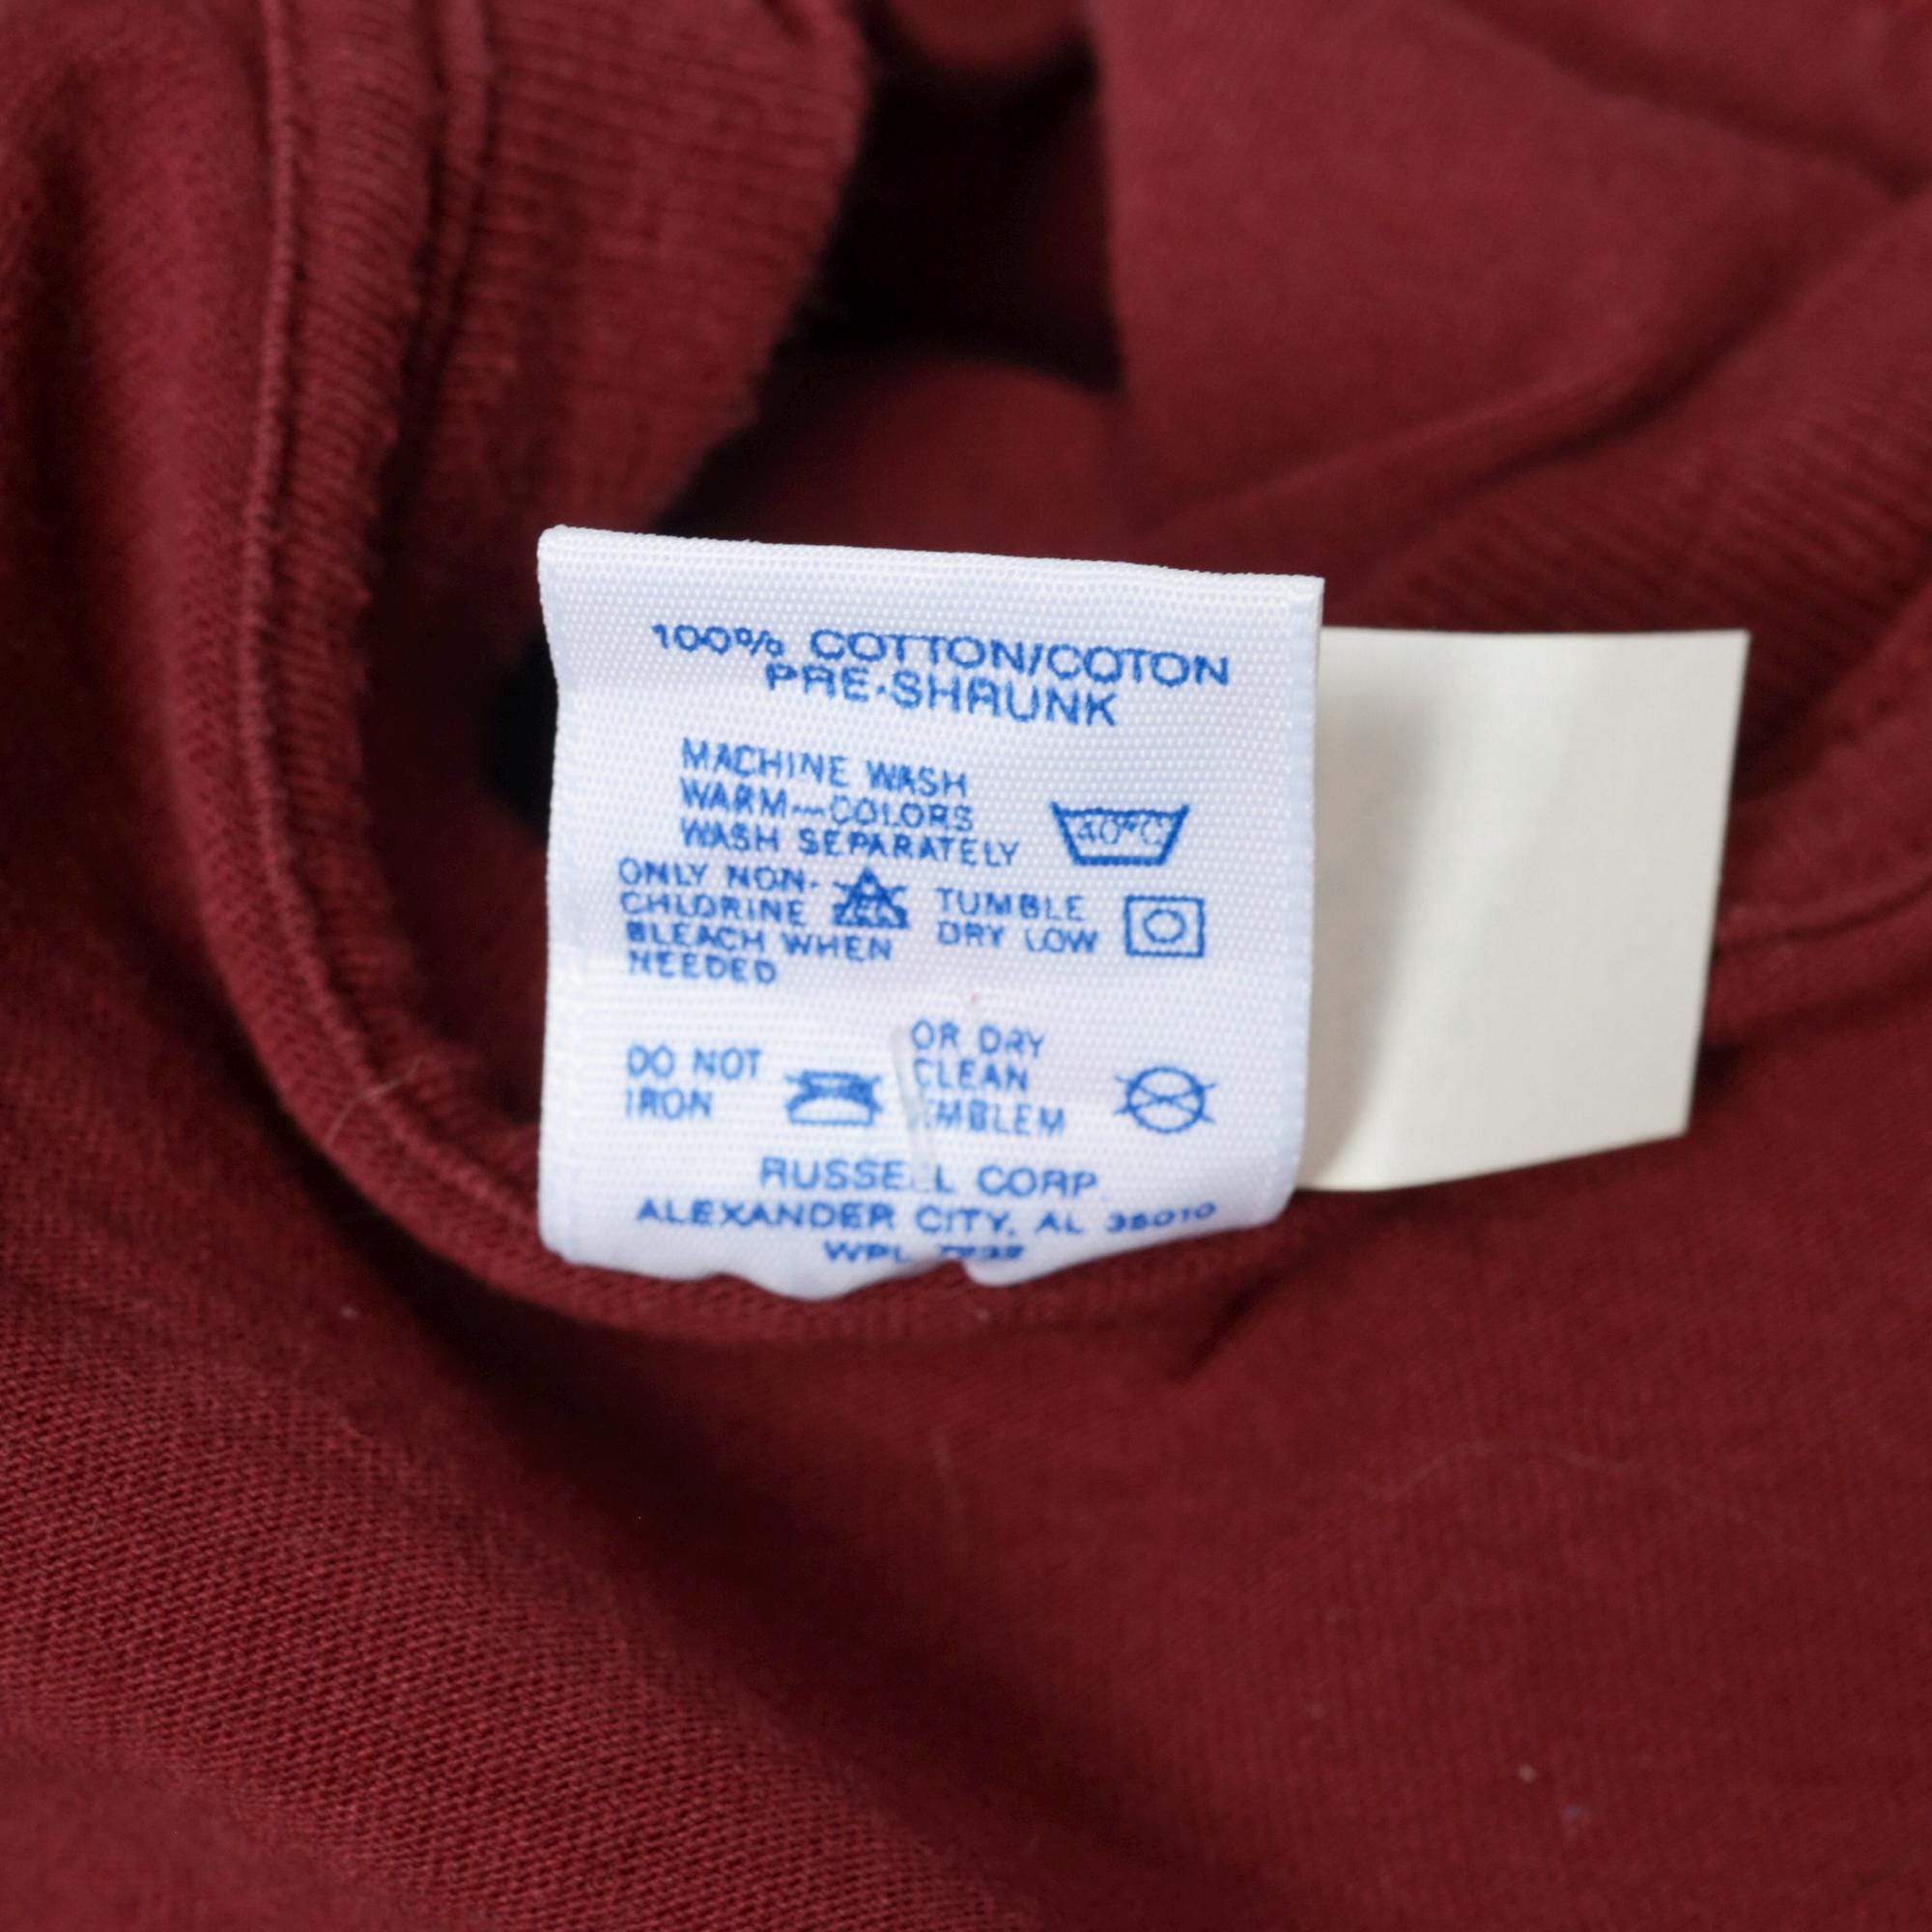 100% COTTON/COTON
PRE-SHRUNK
MACHINE WASH
WARM—COLORS
WASH SEPARATELY
40°C
ONLY NON-
CHLORINE
BLEACH WHEN
NEEDED
TUMBLE
DRY LOW
DO NOT
IRON
OR DRY
CLEAN
EMBLEM
RUSSELL CORP
ALEXANDER CITY, AL 35010
WPL